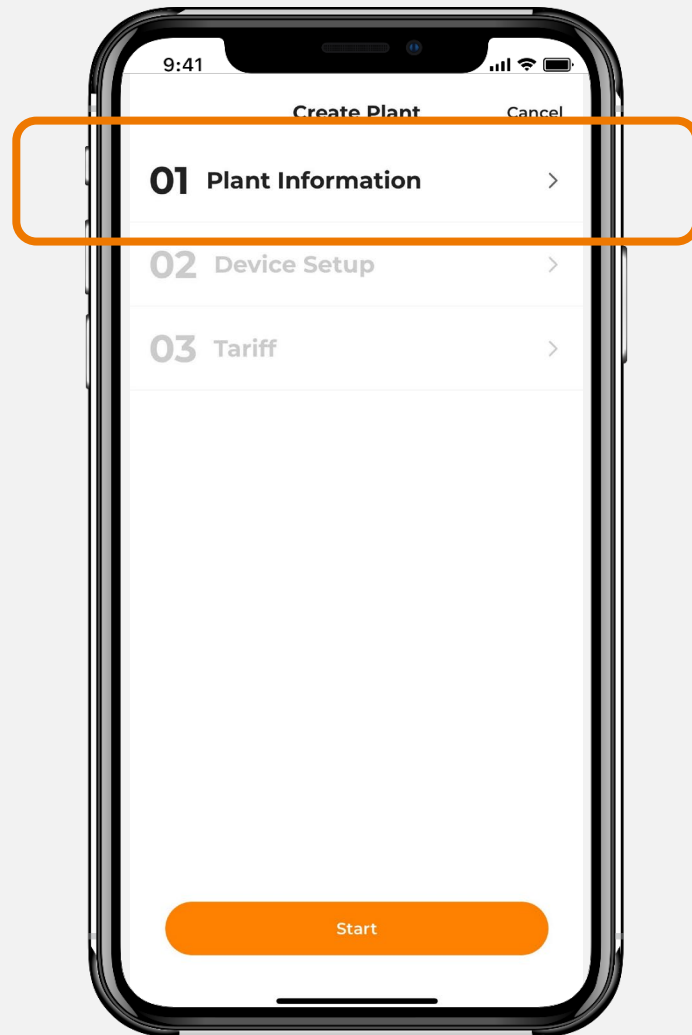 9:41
Create Plant
Cancel
01 Plant Information
02 Device Setup
03 Tariff
Start